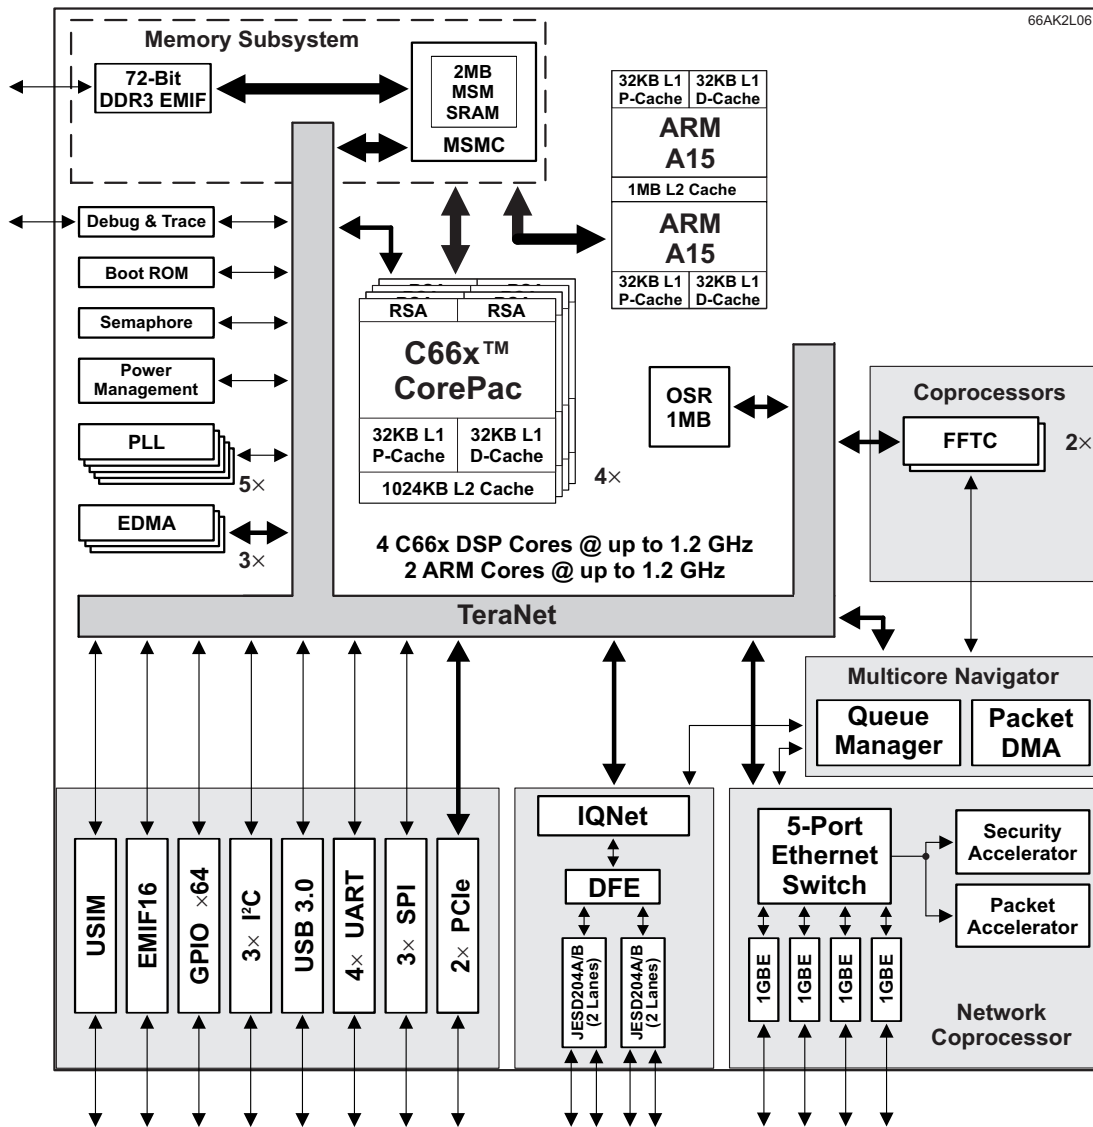 66AK2L06
Memory Subsystem
72-Bit
DDR3 EMIF
2MB
MSM
SRAM
MSMC
32KB L1
P-Cache
32KB L1
D-Cache
ARM
A15
1MB L2 Cache
ARM
A15
32KB L1
P-Cache
32KB L1
D-Cache
Debug & Trace
Boot ROM
Semaphore
Power
Management
PLL
5×
EDMA
3×
RSA
RSA
RSA
RSA
C66x™
CorePac
32KB L1
P-Cache
32KB L1
D-Cache
1024KB L2 Cache
4×
OSR
1MB
Coprocessors
FFTC
2×
4 C66x DSP Cores @ up to 1.2 GHz
2 ARM Cores @ up to 1.2 GHz
TeraNet
Multicore Navigator
Queue
Manager
Packet
DMA
USIM
EMIF16
GPIO ×64
3× I²C
USB 3.0
4× UART
3× SPI
2× PCIe
IQNet
DFE
JESD204A/B
(2 Lanes)
JESD204A/B
(2 Lanes)
5-Port
Ethernet
Switch
Security
Accelerator
Packet
Accelerator
1GBE
1GBE
1GBE
1GBE
Network
Coprocessor